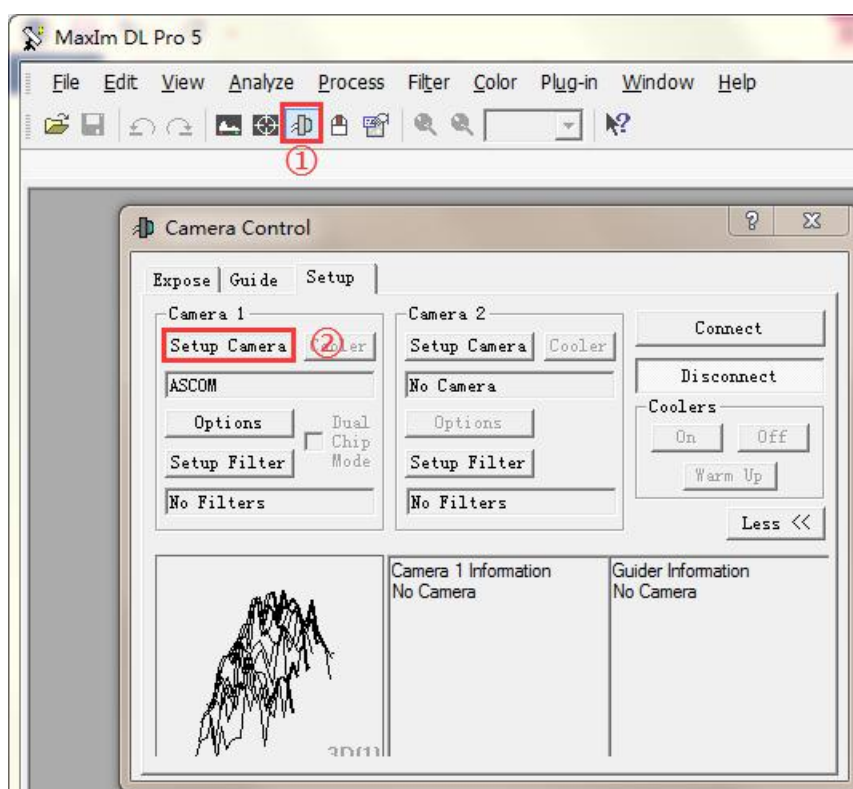 MaxIm DL Pro 5
File Edit View Analyze Process Filter Color Plug-in Window Help
①
Camera Control
Expose Guide Setup
Camera 1
Setup Camera ② Cooler
ASCOM
Options
Dual Chip Mode
Setup Filter
No Filters
Camera 2
Setup Camera Cooler
No Camera
Options
Setup Filter
No Filters
Connect
Disconnect
Coolers
On Off
Warm Up
Less <<
3D(1)
Camera 1 Information
No Camera
Guider Information
No Camera